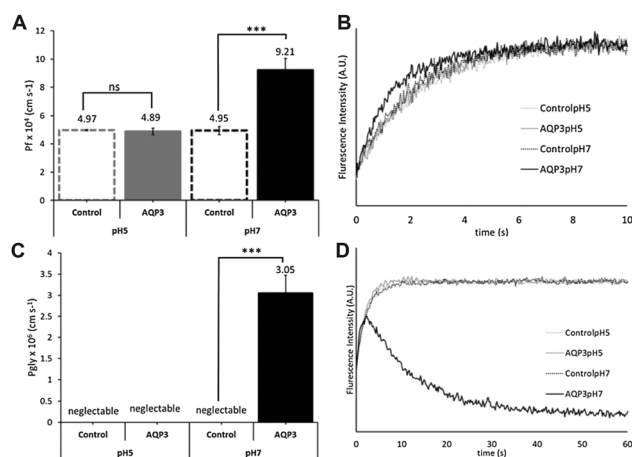 A
Pf x 10⁴ (cm s-1)
12
10
8
6
4
2
0
ns
***
4.97
4.89
4.95
9.21
Control
AQP3
Control
AQP3
pH5
pH7
B
Flurescence Intenssity (A.U.)
ControlpH5
AQP3pH5
ControlpH7
AQP3pH7
0
2
4
6
8
10
time (s)
C
Pgly x 10⁶ (cm s-¹)
4
3.5
3
2.5
2
1.5
1
0.5
0
***
3.05
neglectable
neglectable
neglectable
Control
AQP3
Control
AQP3
pH5
pH7
D
Flurescence Intenssity (A.U.)
ControlpH5
AQP3pH5
ControlpH7
AQP3pH7
0
10
20
30
40
50
60
time (s)